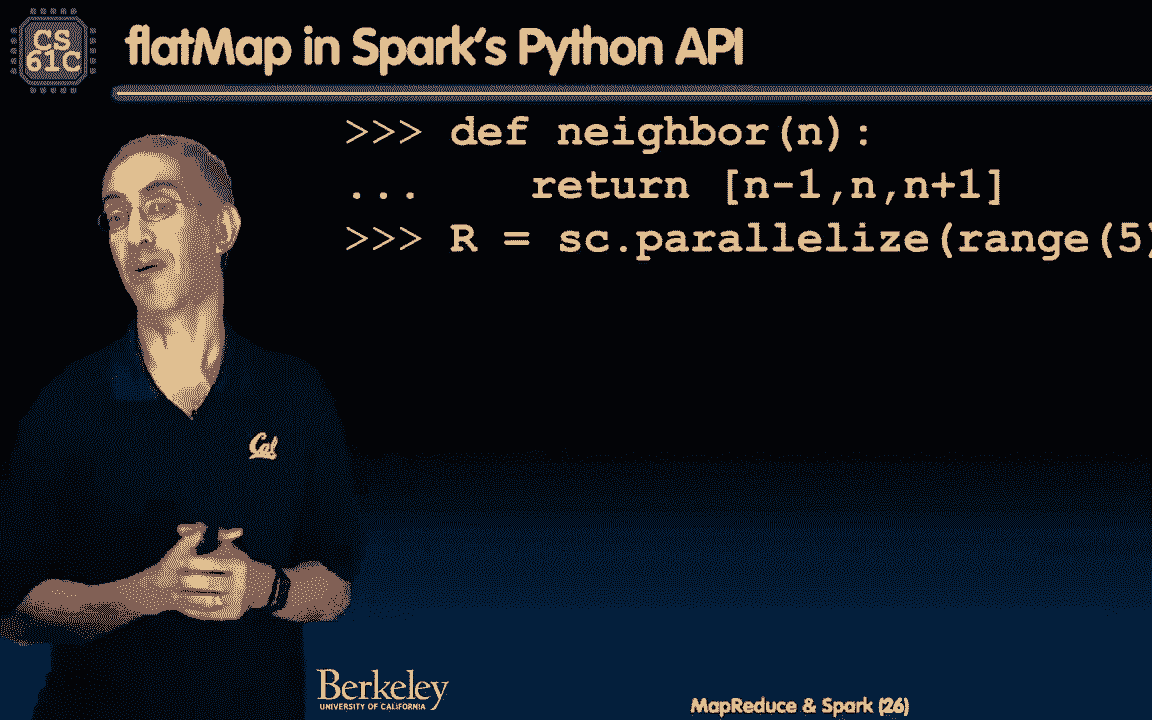 CS
61C
flatMap in Spark's Python API
>>> def neighbor(n):
... return [n-1,n,n+1]
>>> R = sc.parallelize(range(5)
Cal
Berkeley
UNIVERSITY OF CALIFORNIA
MapReduce & Spark (26)